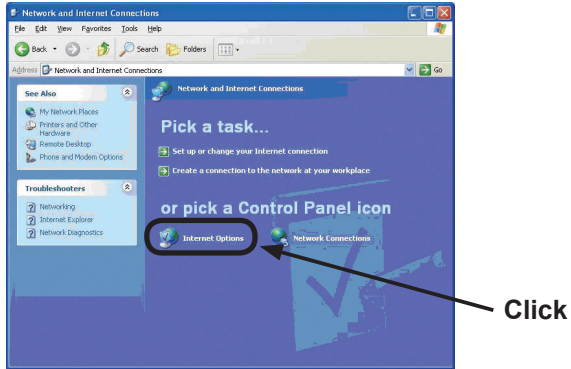 Network and Internet Connections
File Edit View Favorites Tools Help
Back Search Folders
Address Network and Internet Connections Go
See Also
My Network Places
Printers and Other
Hardware
Remote Desktop
Phone and Modem Options
Troubleshooters
Networking
Internet Explorer
Network Diagnostics
Network and Internet Connections
Pick a task...
Set up or change your Internet connection
Create a connection to the network at your workplace
or pick a Control Panel icon
Internet Options Network Connections
Click